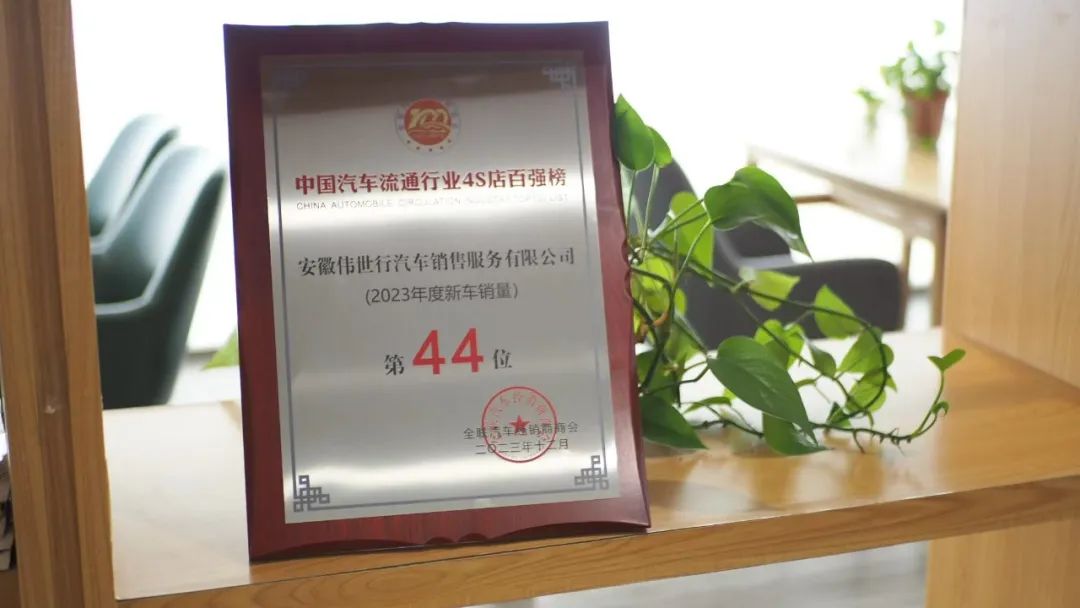 100
中国汽车流通行业4S店百强榜
CHINA AUTOMOBILE CIRCULATION INDUSTRY TOP 100 LIST
安徽伟世行汽车销售服务有限公司
(2023年度新车销量)
第44位
全联汽车经销商商会
二〇二三年十二月